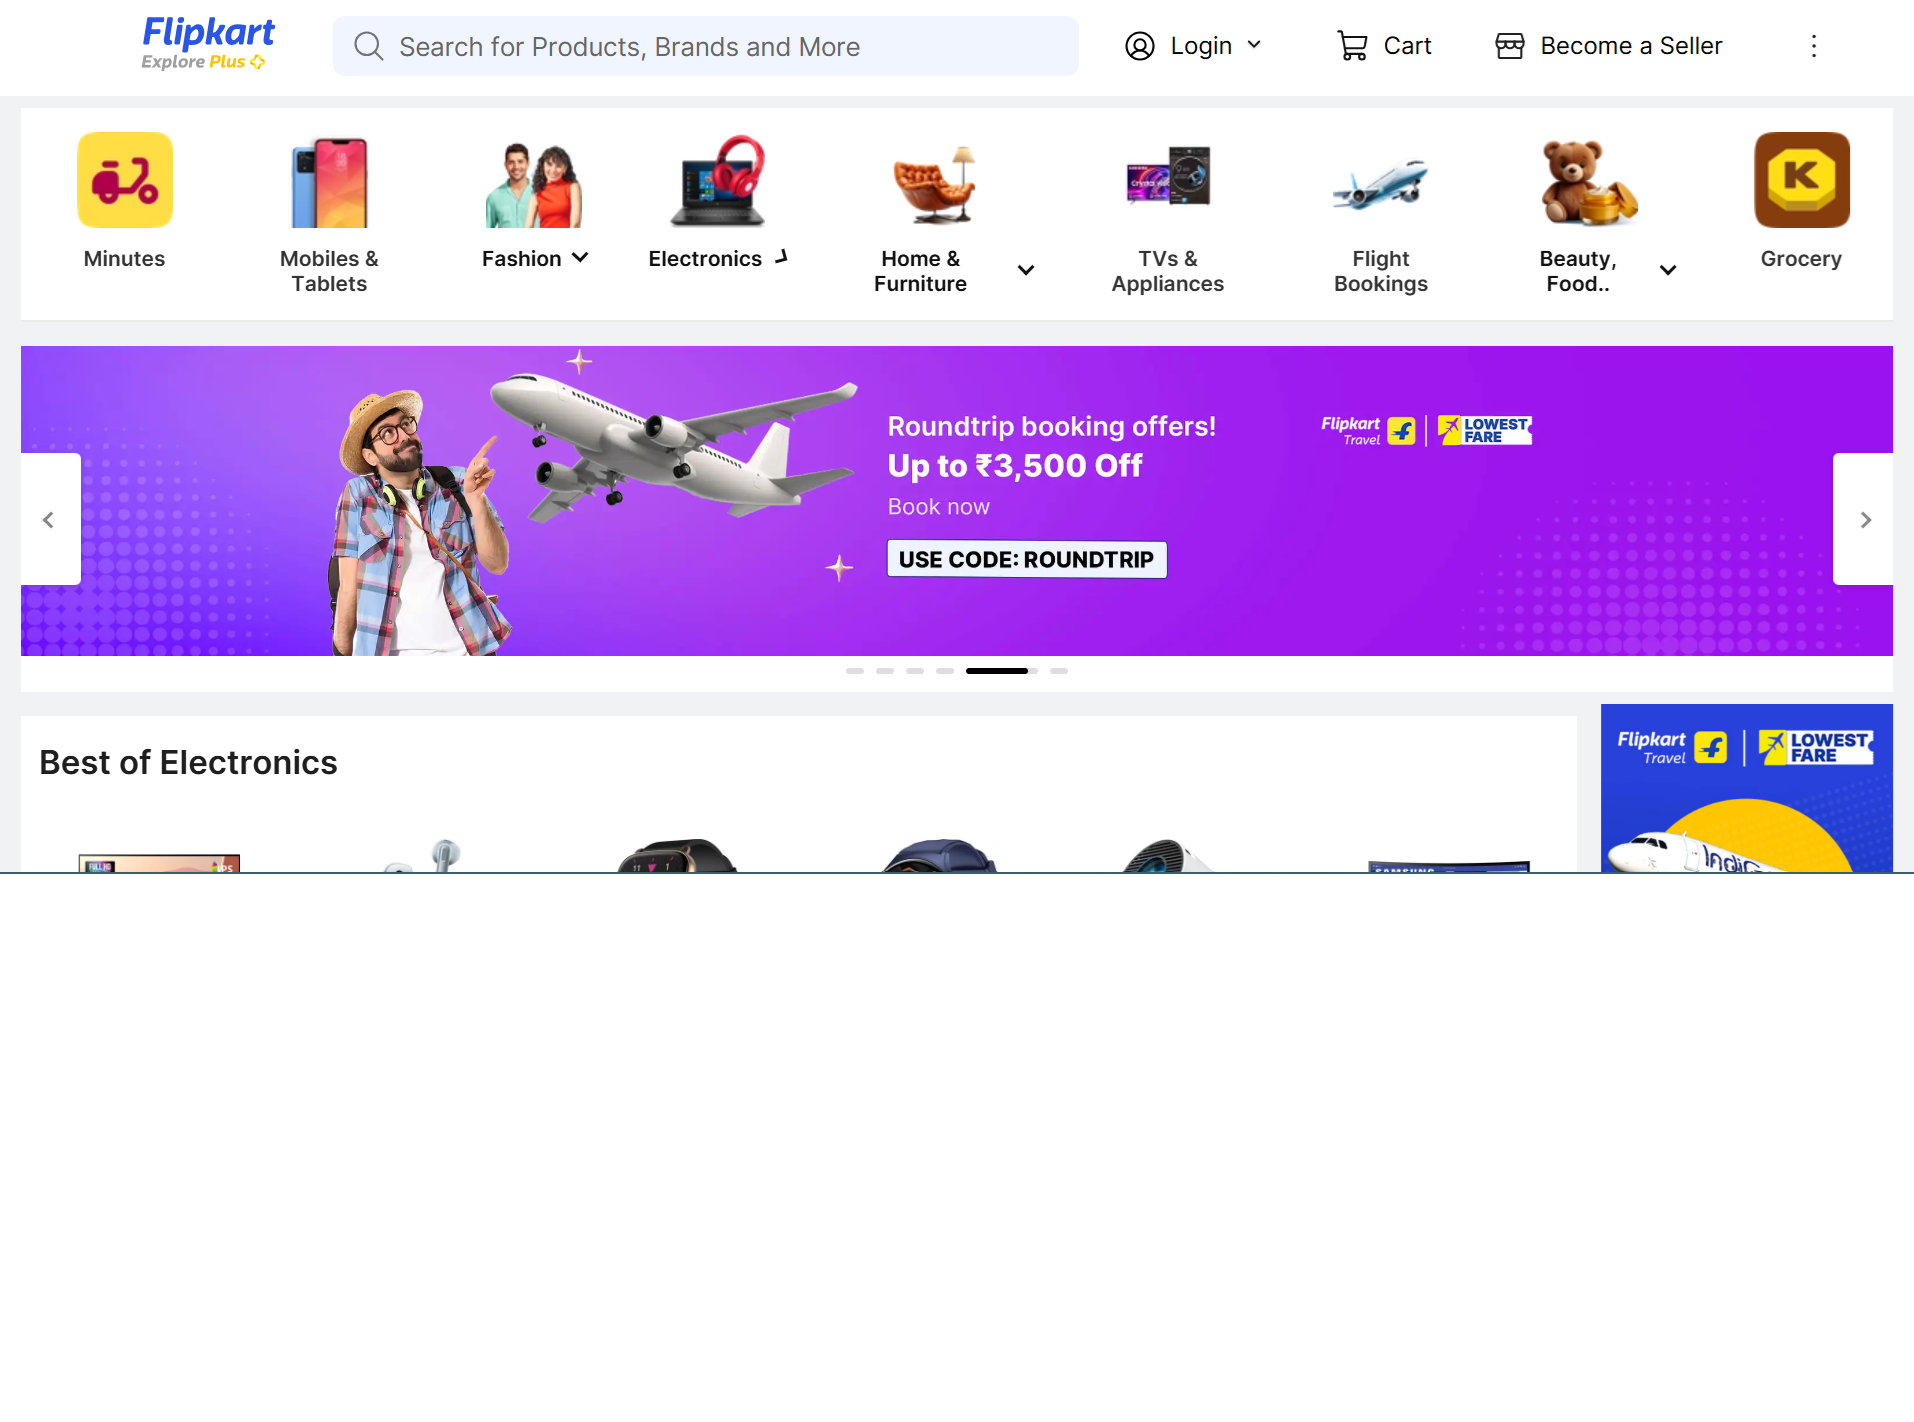 Flipkart
Explore Plus
Search for Products, Brands and More
Login
Cart
Become a Seller
Minutes
Mobiles &
Tablets
Fashion
Electronics
Home &
Furniture
TVs &
Appliances
Flight
Bookings
Beauty,
Food..
K
Grocery
Roundtrip booking offers!
Up to ₹3,500 Off
Book now
USE CODE: ROUNDTRIP
Flipkart
Travel
LOWEST
FARE
Best of Electronics
Flipkart
Travel
LOWEST
FARE